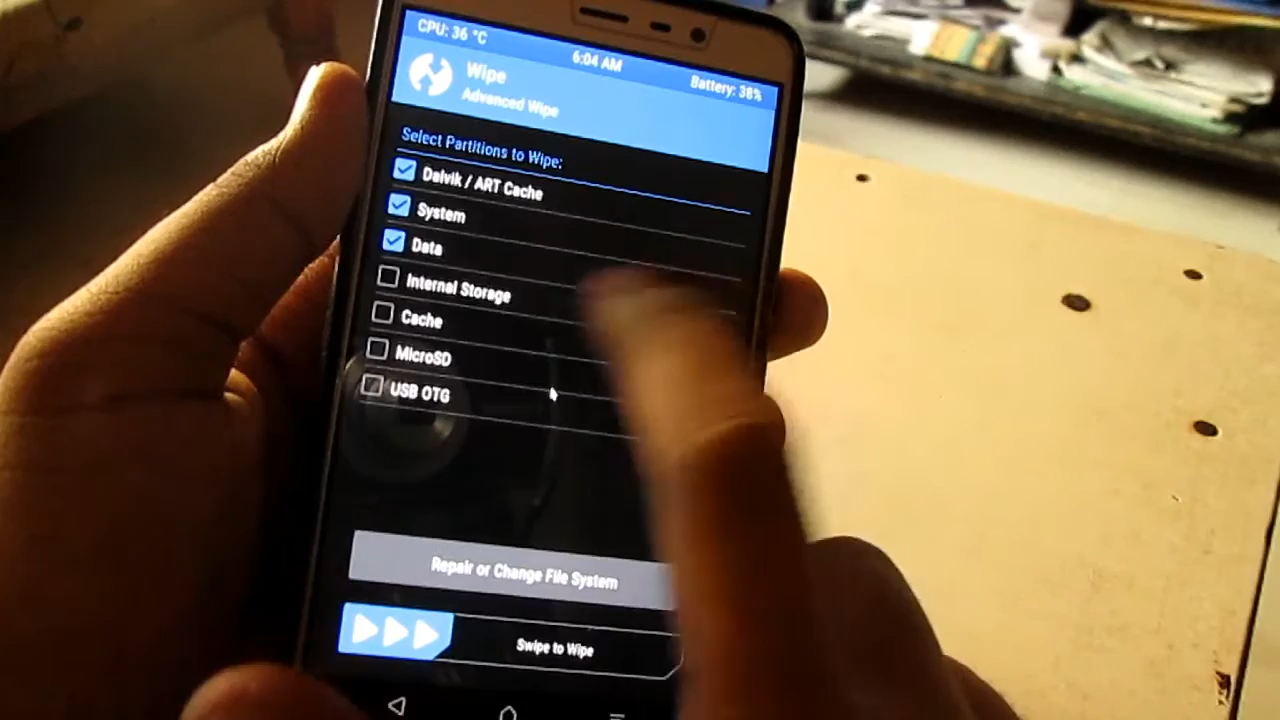 CPU: 36 °C
6:04 AM
Battery: 38%
Wipe
Advanced Wipe
Select Partitions to Wipe:
Dalvik / ART Cache
System
Data
Internal Storage
Cache
MicroSD
USB OTG
Repair or Change File System
Swipe to Wipe